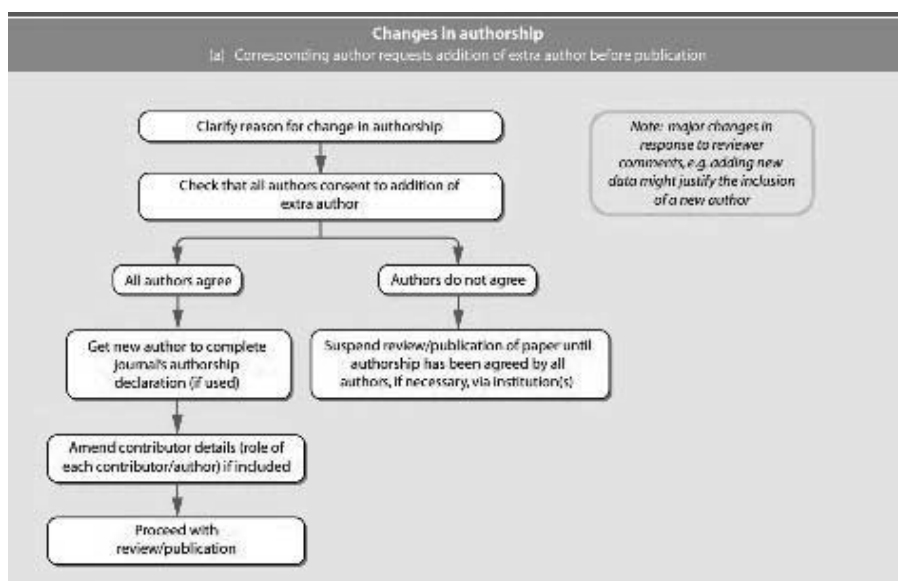 Changes in authorship
(a) Corresponding author requests addition of extra author before publication
Clarify reason for change in authorship
Note: major changes in
response to reviewer
comments, e.g. adding new
data might justify the inclusion
of a new author
Check that all authors consent to addition of
extra author
All authors agree
Authors do not agree
Get new author to complete
journal's authorship
declaration (if used)
Suspend review/publication of paper until
authorship has been agreed by all
authors, if necessary, via institution(s)
Amend contributor details (role of
each contributor/author) if included
Proceed with
review/publication